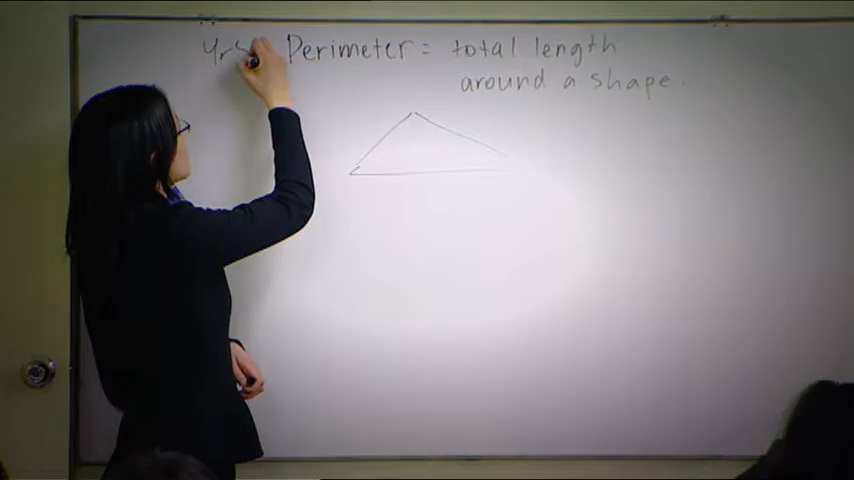 Perimeter = total length
around a shape.